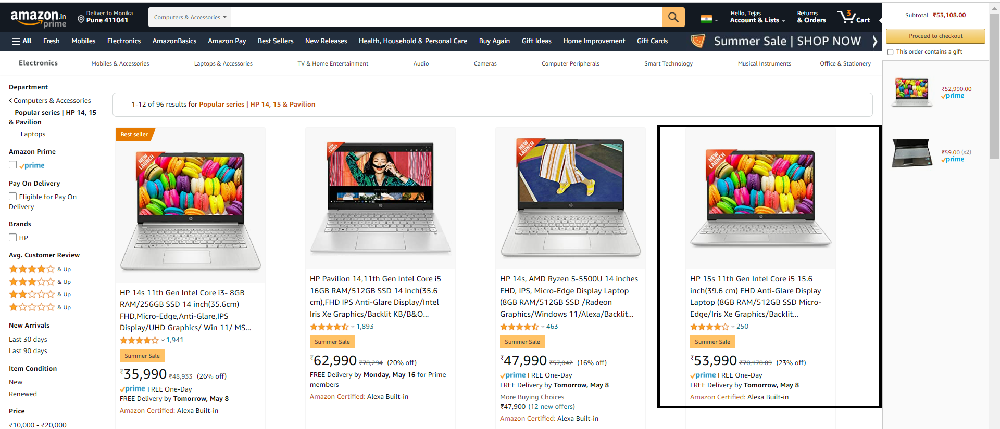 amazon.in
prime
Deliver to Monika
Pune 411041
Computers & Accessories
Hello, Tejas
Account & Lists
Returns
& Orders
3
Cart
All
Fresh
Mobiles
Electronics
AmazonBasics
Amazon Pay
Best Sellers
New Releases
Health, Household & Personal Care
Buy Again
Gift Ideas
Home Improvement
Gift Cards
Summer Sale | SHOP NOW
Electronics
Mobiles & Accessories
Laptops & Accessories
TV & Home Entertainment
Audio
Cameras
Computer Peripherals
Smart Technology
Musical Instruments
Office & Stationery
Department
Computers & Accessories
Popular series | HP 14, 15
& Pavilion
Laptops
Amazon Prime
prime
Pay On Delivery
Eligible for Pay On
Delivery
Brands
HP
Avg. Customer Review
& Up
& Up
& Up
& Up
New Arrivals
Last 30 days
Last 90 days
Item Condition
New
Renewed
Price
₹10,000 - ₹20,000
1-12 of 96 results for Popular series | HP 14, 15 & Pavilion
Best seller
NEW
LAUNCH
HP 14s 11th Gen Intel Core i3- 8GB
RAM/256GB SSD 14 inch(35.6cm)
FHD,Micro-Edge,Anti-Glare,IPS
Display/UHD Graphics/ Win 11/ MS...
1,941
Summer Sale
₹35,990 ₹48,933 (26% off)
prime FREE One-Day
FREE Delivery by Tomorrow, May 8
Amazon Certified: Alexa Built-in
NEW
LAUNCH
HP Pavilion 14,11th Gen Intel Core i5
16GB RAM/512GB SSD 14 inch(35.6
cm),FHD IPS Anti-Glare Display/Intel
Iris Xe Graphics/Backlit KB/B&O...
1,893
Summer Sale
₹62,990 ₹78,294 (20% off)
FREE Delivery by Monday, May 16 for Prime
members
Amazon Certified: Alexa Built-in
NEW
LAUNCH
HP 14s, AMD Ryzen 5-5500U 14 inches
FHD, IPS, Micro-Edge Display Laptop
(8GB RAM/512GB SSD /Radeon
Graphics/Windows 11/Alexa/Backlit...
463
Summer Sale
₹47,990 ₹57,042 (16% off)
prime FREE One-Day
FREE Delivery by Tomorrow, May 8
More Buying Choices
₹47,900 (12 new offers)
Amazon Certified: Alexa Built-in
NEW
LAUNCH
HP 15s 11th Gen Intel Core i5 15.6
inch(39.6 cm) FHD Anti-Glare Display
Laptop (8GB RAM/512GB SSD Micro-
Edge/Iris Xe Graphics/Backlit...
250
Summer Sale
₹53,990 ₹70,170.09 (23% off)
prime FREE One-Day
FREE Delivery by Tomorrow, May 8
Amazon Certified: Alexa Built-in
Subtotal: ₹53,108.00
Proceed to checkout
This order contains a gift
₹52,990.00
prime
₹59.00 (x2)
prime